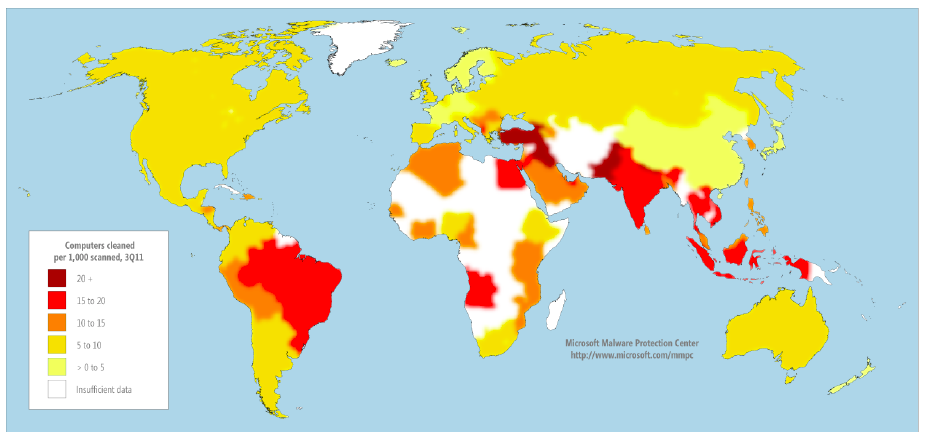 Computers cleaned
per 1,000 scanned, 3Q11
20 +
15 to 20
10 to 15
5 to 10
> 0 to 5
Insufficient data
Microsoft Malware Protection Center
http://www.microsoft.com/mmpc